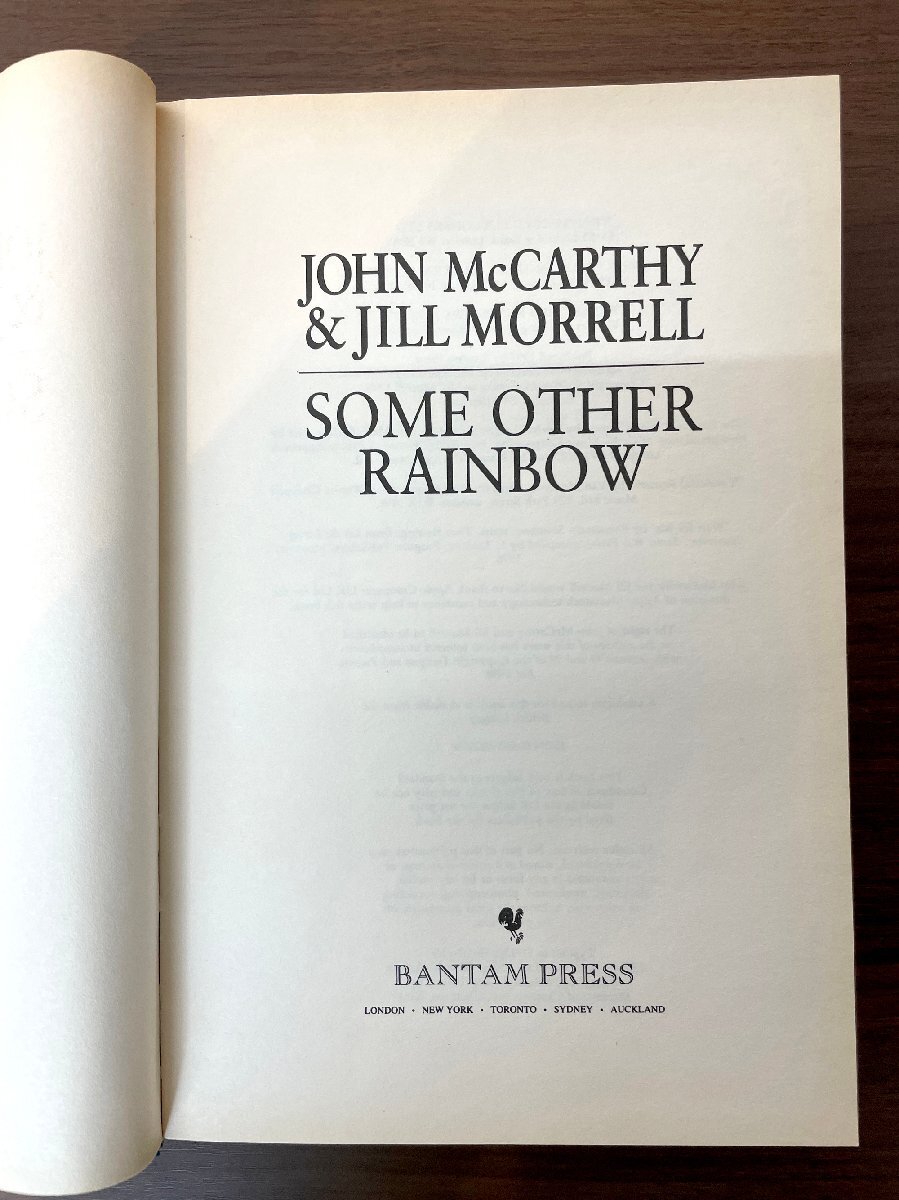 JOHN McCARTHY
& JILL MORRELL
SOME OTHER
RAINBOW
BANTAM PRESS
LONDON · NEW YORK · TORONTO · SYDNEY · AUCKLAND